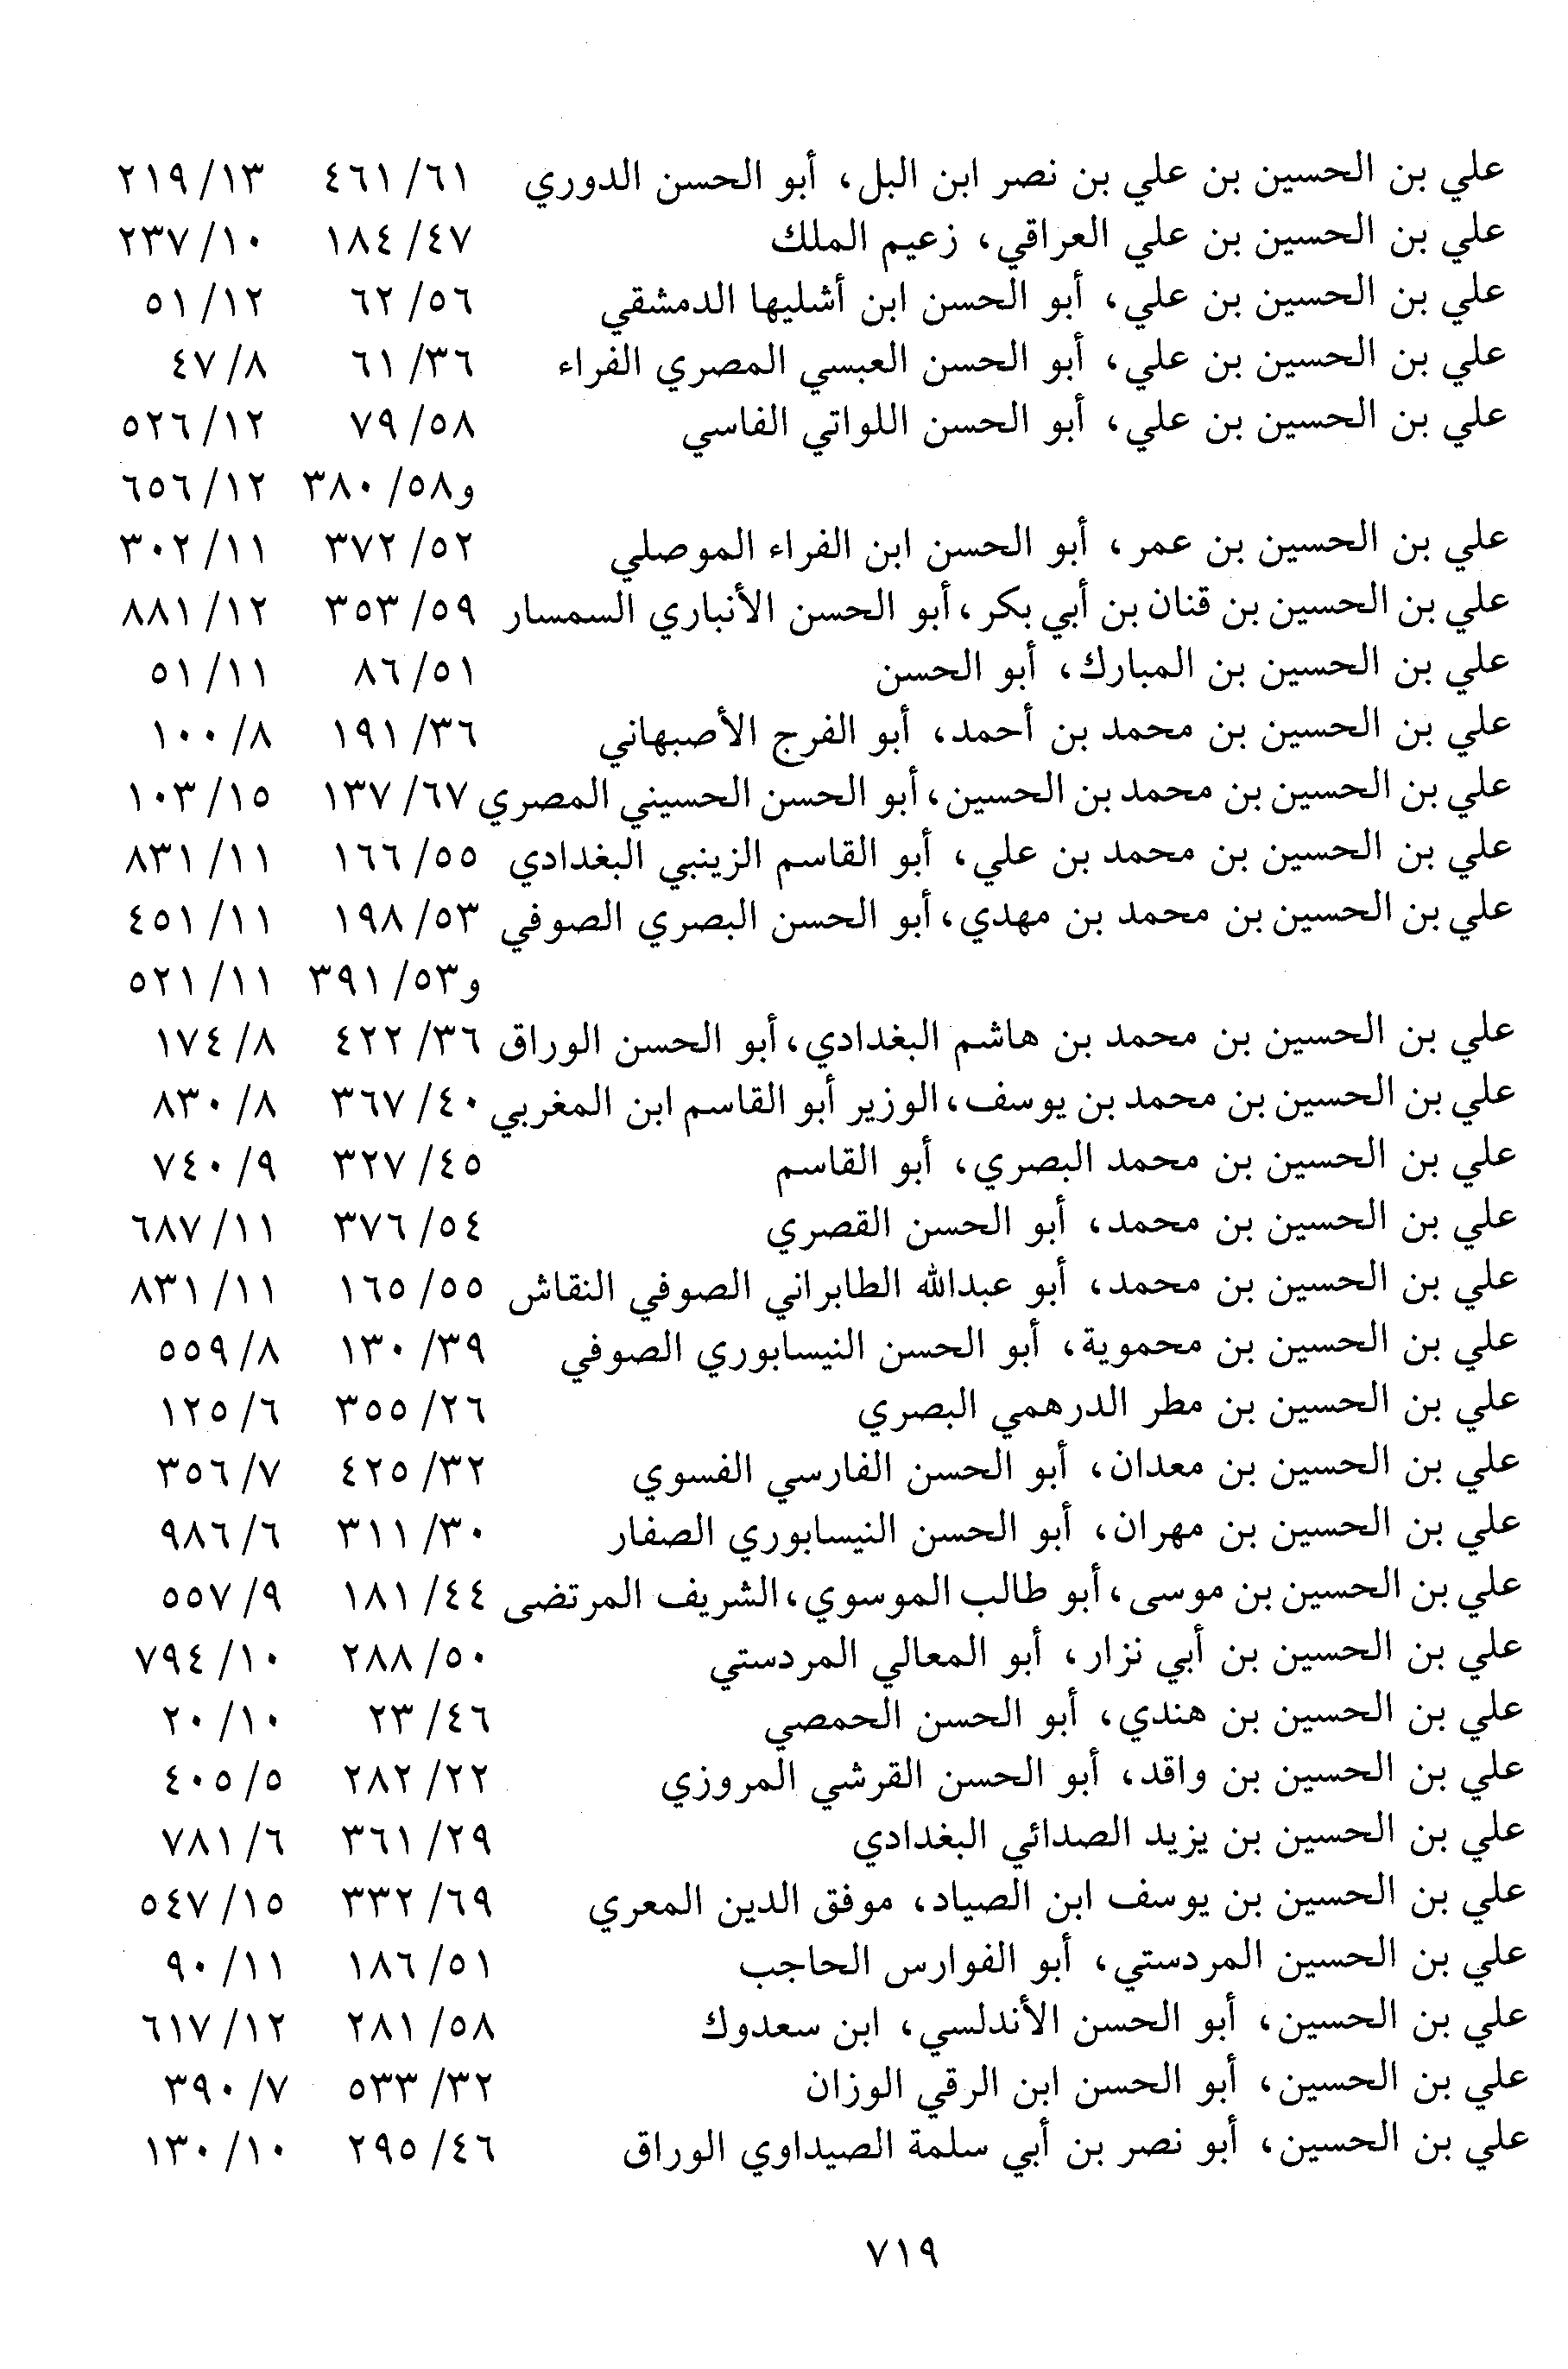 علي بن الحسين بن علي بن نصر ابن البل، أبو الحسن الدوري ٦١/ ٤٦١ ١٣/ ٢١٩
علي بن الحسين بن علي العراقي، زعيم الملك ٤٧/ ١٨٤ ١٠/ ٢٣٧
علي بن الحسين بن علي، أبو الحسن ابن أشليها الدمشقي ٥٦/ ٦٢ ١٢/ ٥١
علي بن الحسين بن علي، أبو الحسن العبسي المصري الفراء ٣٦/ ٦١ ٨/ ٤٧
علي بن الحسين بن علي، أبو الحسن اللواتي الفاسي ٥٨/ ٧٩ ١٢/ ٥٢٦
و٥٨/ ٣٨٠ ١٢/ ٦٥٦
علي بن الحسين بن عمر، أبو الحسن ابن الفراء الموصلي ٥٢/ ٣٧٢ ١١/ ٣٠٢
علي بن الحسين بن قنان بن أبي بكر، أبو الحسن الأنباري السمسار ٥٩/ ٣٥٣ ١٢/ ٨٨١
علي بن الحسين بن المبارك، أبو الحسن ٥١/ ٨٦ ١١/ ٥١
علي بن الحسين بن محمد بن أحمد، أبو الفرج الأصبهاني ٣٦/ ١٩١ ٨/ ١٠٠
علي بن الحسين بن محمد بن الحسين، أبو الحسن الحسيني المصري ٦٧/ ١٣٧ ١٥/ ١٠٣
علي بن الحسين بن محمد بن علي، أبو القاسم الزينبي البغدادي ٥٥/ ١٦٦ ١١/ ٨٣١
علي بن الحسين بن محمد بن مهدي، أبو الحسن البصري الصوفي ٥٣/ ١٩٨ ١١/ ٤٥١
و٥٣/ ٣٩١ ١١/ ٥٢١
علي بن الحسين بن محمد بن هاشم البغدادي، أبو الحسن الوراق ٣٦/ ٤٢٢ ٨/ ١٧٤
علي بن الحسين بن محمد بن يوسف، الوزير أبو القاسم ابن المغربي ٤٠/ ٣٦٧ ٨/ ٨٣٠
علي بن الحسين بن محمد البصري، أبو القاسم ٤٥/ ٣٢٧ ٩/ ٧٤٠
علي بن الحسين بن محمد، أبو الحسن القصري ٥٤/ ٣٧٦ ١١/ ٦٨٧
علي بن الحسين بن محمد، أبو عبدالله الطابراني الصوفي النقاش ٥٥/ ١٦٥ ١١/ ٨٣١
علي بن الحسين بن محموية، أبو الحسن النيسابوري الصوفي ٣٩/ ١٣٠ ٨/ ٥٥٩
علي بن الحسين بن مطر الدرهمي البصري ٢٦/ ٣٥٥ ٦/ ١٢٥
علي بن الحسين بن معدان، أبو الحسن الفارسي الفسوي ٣٢/ ٤٢٥ ٧/ ٣٥٦
علي بن الحسين بن مهران، أبو الحسن النيسابوري الصفار ٣٠/ ٣١١ ٦/ ٩٨٦
علي بن الحسين بن موسى، أبو طالب الموسوي، الشريف المرتضى ٤٤/ ١٨١ ٩/ ٥٥٧
علي بن الحسين بن أبي نزار، أبو المعالي المردستي ٥٠/ ٢٨٨ ١٠/ ٧٩٤
علي بن الحسين بن هندي، أبو الحسن الحمصي ٤٦/ ٢٣ ١٠/ ٢٠
علي بن الحسين بن واقد، أبو الحسن القرشي المروزي ٢٢/ ٢٨٢ ٥/ ٤٠٥
علي بن الحسين بن يزيد الصدائي البغدادي ٢٩/ ٣٦١ ٦/ ٧٨١
علي بن الحسين بن يوسف ابن الصياد، موفق الدين المعري ٦٩/ ٣٣٢ ١٥/ ٥٤٧
علي بن الحسين المردستي، أبو الفوارس الحاجب ٥١/ ١٨٦ ١١/ ٩٠
علي بن الحسين، أبو الحسن الأندلسي، ابن سعدوك ٥٨/ ٢٨١ ١٢/ ٦١٧
علي بن الحسين، أبو الحسن ابن الرقي الوزان ٣٢/ ٥٣٣ ٧/ ٣٩٠
علي بن الحسين، أبو نصر بن أبي سلمة الصيداوي الوراق ٤٦/ ٢٩٥ ١٠/ ١٣٠
٧١٩